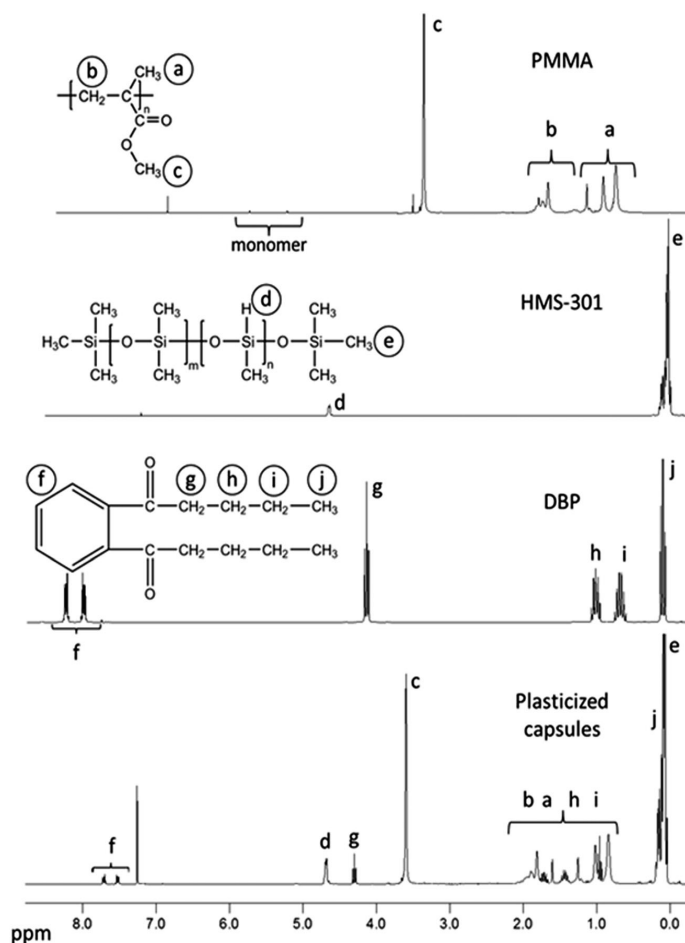 c
b
CH₃
a
PMMA
CH₂
C
n
C
O
b
a
O
CH₃
c
monomer
e
H
d
HMS-301
CH₃
CH₃
CH₃
H₃C
Si
O
Si
O
Si
O
Si
CH₃
e
m
n
CH₃
CH₃
CH₃
CH₃
d
O
f
g
h
i
j
g
j
CH₂
CH₂
CH₂
CH₃
DBP
CH₂
CH₂
CH₂
CH₃
h
i
O
f
e
c
Plasticized
j
capsules
b a h i
f
d
g
8.0 7.0 6.0 5.0 4.0 3.0 2.0 1.0 0.0
ppm